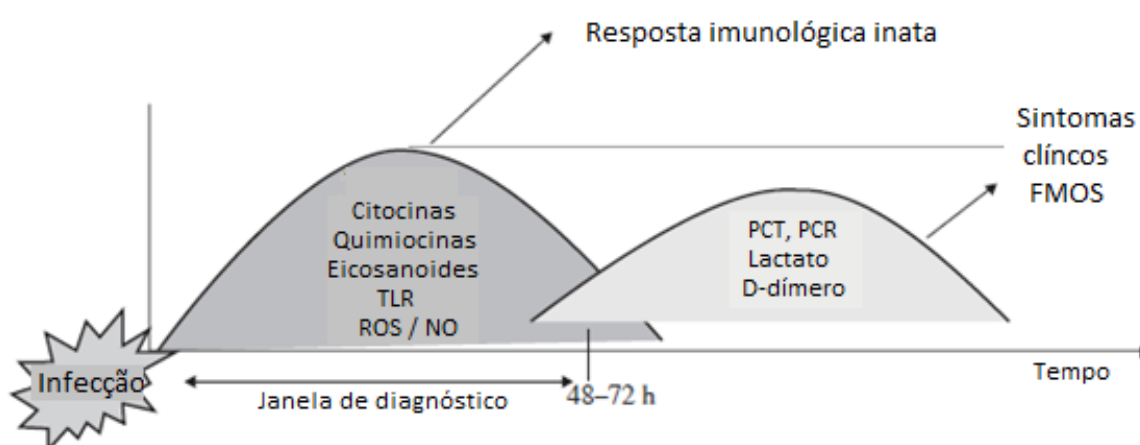 Resposta imunológica inata
Sintomas
clíncos
FMOS
Citocinas
Quimiocinas
Eicosanoides
TLR
ROS / NO
PCT, PCR
Lactato
D-dímero
Infecção
Janela de diagnóstico
48–72 h
Tempo